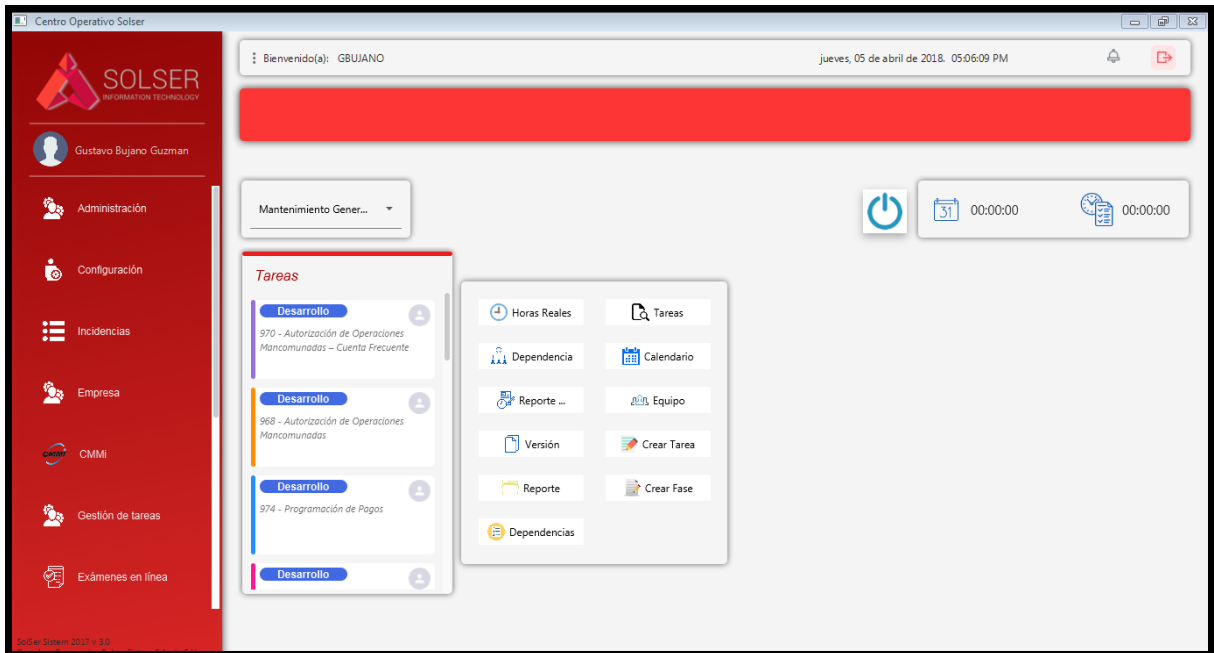 Centro Operativo Solser
SOLSER
INFORMATION TECHNOLOGY
Gustavo Bujano Guzman
Administración
Configuración
Incidencias
Empresa
CMMi
CMMi
Gestión de tareas
Exámenes en línea
SolSer Sistem 2017 v 3.0
Bienvenido(a): GBUJANO
jueves, 05 de abril de 2018. 05:06:09 PM
Mantenimiento Gener...
31
00:00:00
00:00:00
Tareas
Desarrollo
970 - Autorización de Operaciones
Mancomunadas – Cuenta Frecuente
Desarrollo
968 - Autorización de Operaciones
Mancomunadas
Desarrollo
974 - Programación de Pagos
Desarrollo
Horas Reales
Tareas
Dependencia
Calendario
Reporte ...
Equipo
Versión
Crear Tarea
Reporte
Crear Fase
Dependencias